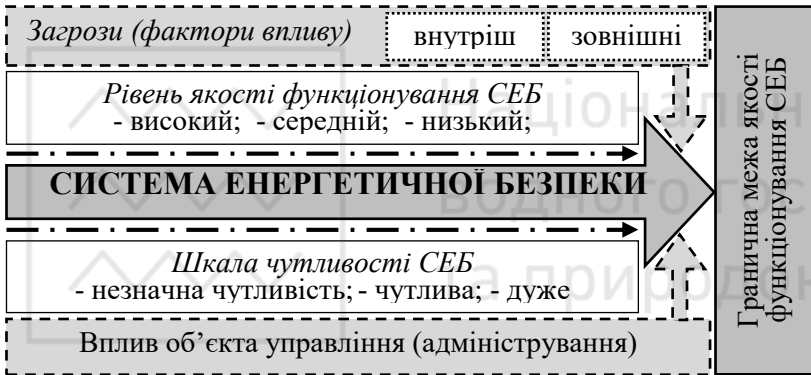 Загрози (фактори впливу)
внутріш
зовнішні
Рівень якості функціонування СЕБ
- високий; - середній; - низький;
СИСТЕМА ЕНЕРГЕТИЧНОЇ БЕЗПЕКИ
Шкала чутливості СЕБ
- незначна чутливість; - чутлива; - дуже
Вплив об’єкта управління (адміністрування)
Гранична межа якості
функціонування СЕБ